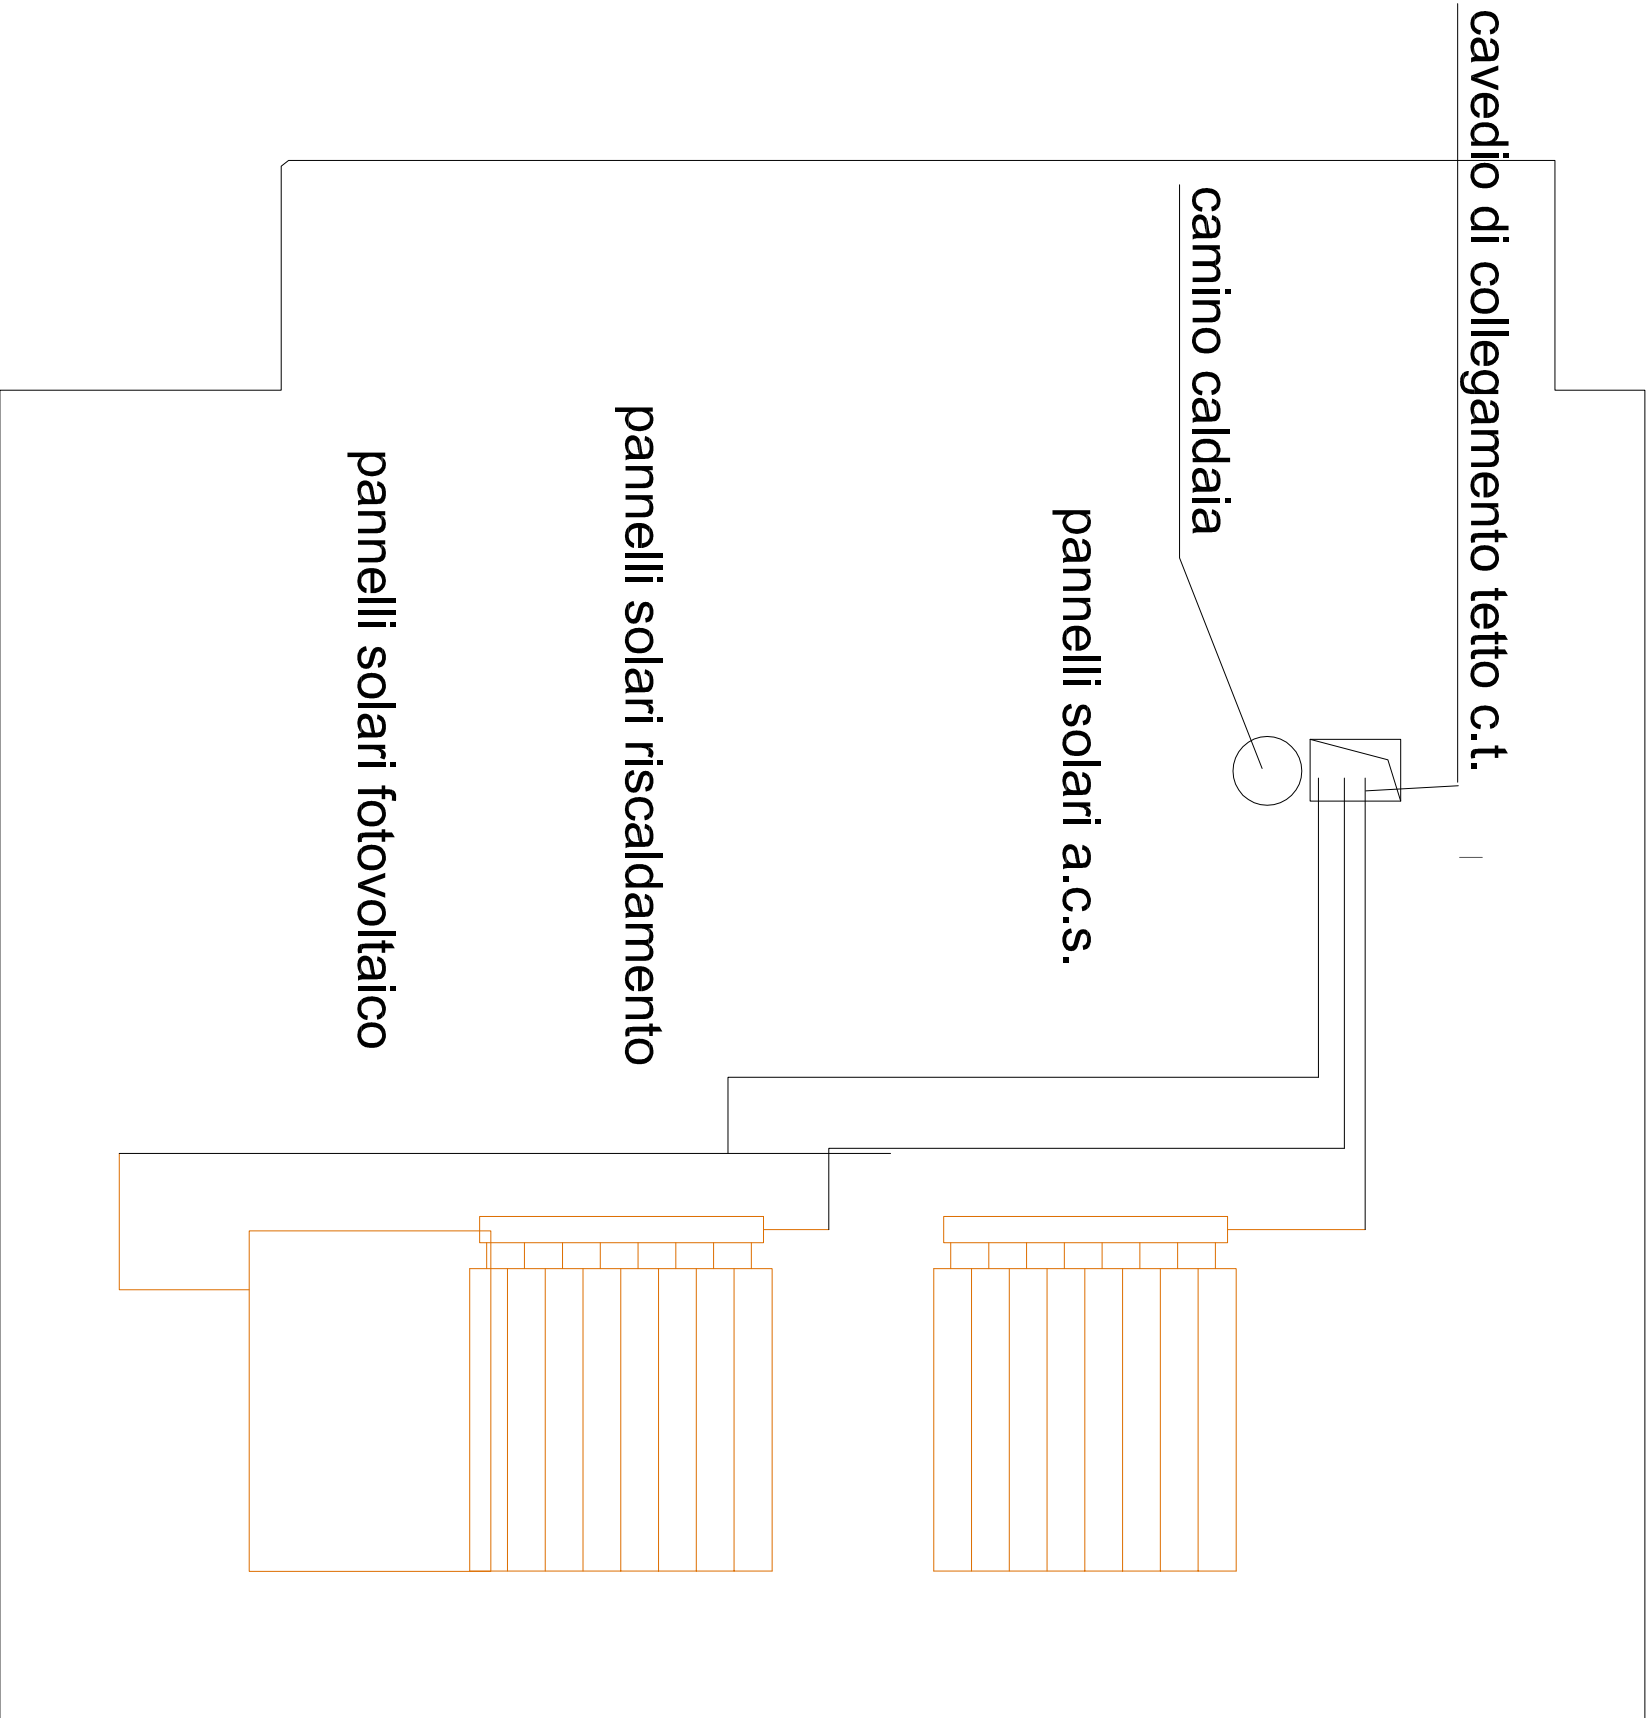 cavedio di collegamento tetto c.t.
camino caldaia
pannelli solari a.c.s.
pannelli solari riscaldamento
pannelli solari fotovoltaico